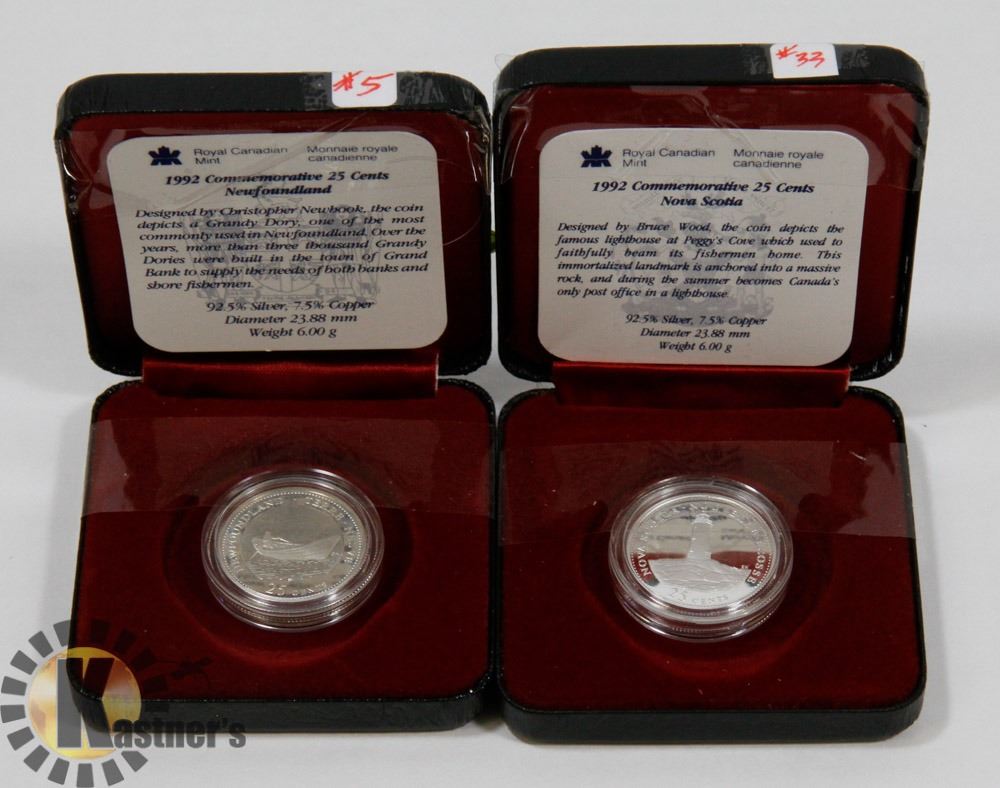 #5
Royal Canadian Mint
Monnaie royale canadienne
1992 Commemorative 25 Cents
Newfoundland
Designed by Christopher Newhook, the coin
depicts a Grandy Dory, one of the most
commonly used in Newfoundland. Over the
years, more than three thousand Grandy
Dories were built in the town of Grand
Bank to supply the needs of both banks and
shore fishermen.
92.5% Silver, 7.5% Copper
Diameter 23.88 mm
Weight 6.00 g
#33
Royal Canadian Mint
Monnaie royale canadienne
1992 Commemorative 25 Cents
Nova Scotia
Designed by Bruce Wood, the coin depicts the
famous lighthouse at Peggy's Cove which used to
faithfully beam its fishermen home. This
immortalized landmark is anchored into a massive
rock, and during the summer becomes Canada's
only post office in a lighthouse.
92.5% Silver, 7.5% Copper
Diameter 23.88 mm
Weight 6.00 g
NEWFOUNDLAND
25 CENTS
NOVA
25 CENTS
Kastner's